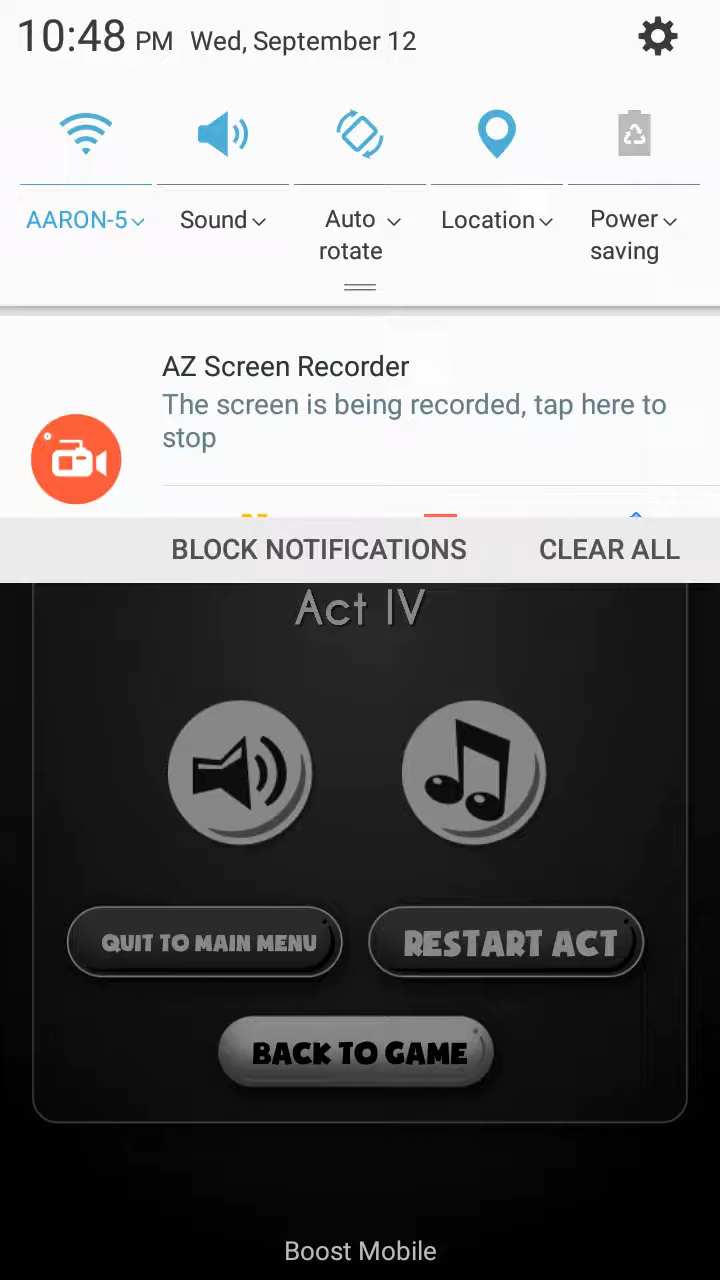 10:48 PM Wed, September 12
AARON-5 Sound Auto rotate Location Power saving
AZ Screen Recorder
The screen is being recorded, tap here to
stop
BLOCK NOTIFICATIONS CLEAR ALL
Act IV
QUIT TO MAIN MENU RESTART ACT
BACK TO GAME
Boost Mobile